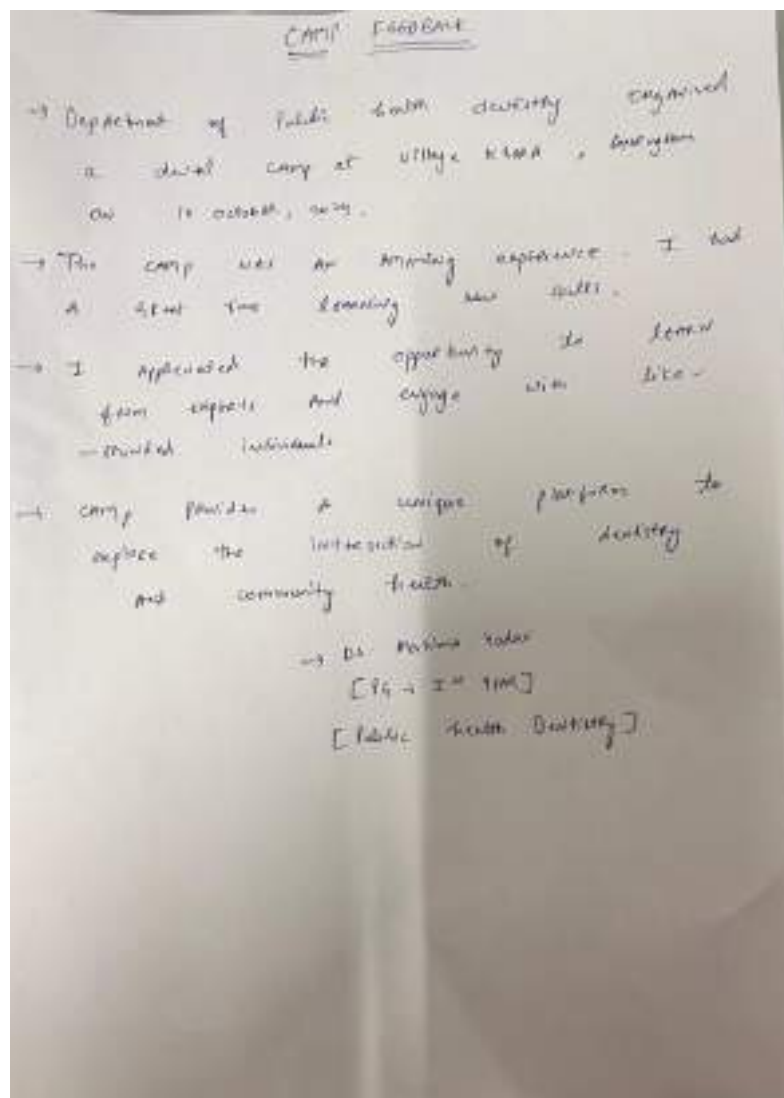 CAMP FEEDBACK
→ Department of Public health dentistry organised
a dental camp at village , Gurugram
on 10 october, 2024.
→ The camp was an amazing experience. I had
a great time learning new skills.
→ I appreciated the opportunity to learn
from experts and engage with like-
-minded individuals
→ camp provides a unique platform to
explore the intersection of dentistry
and community health.
→ Dr.
[PG → Ist year]
[Public health Dentistry]